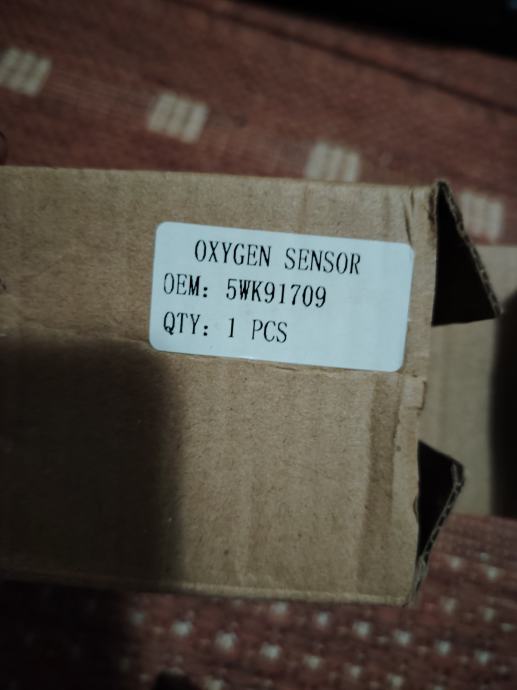 OXYGEN SENSOR
OEM: 5WK91709
QTY: 1 PCS